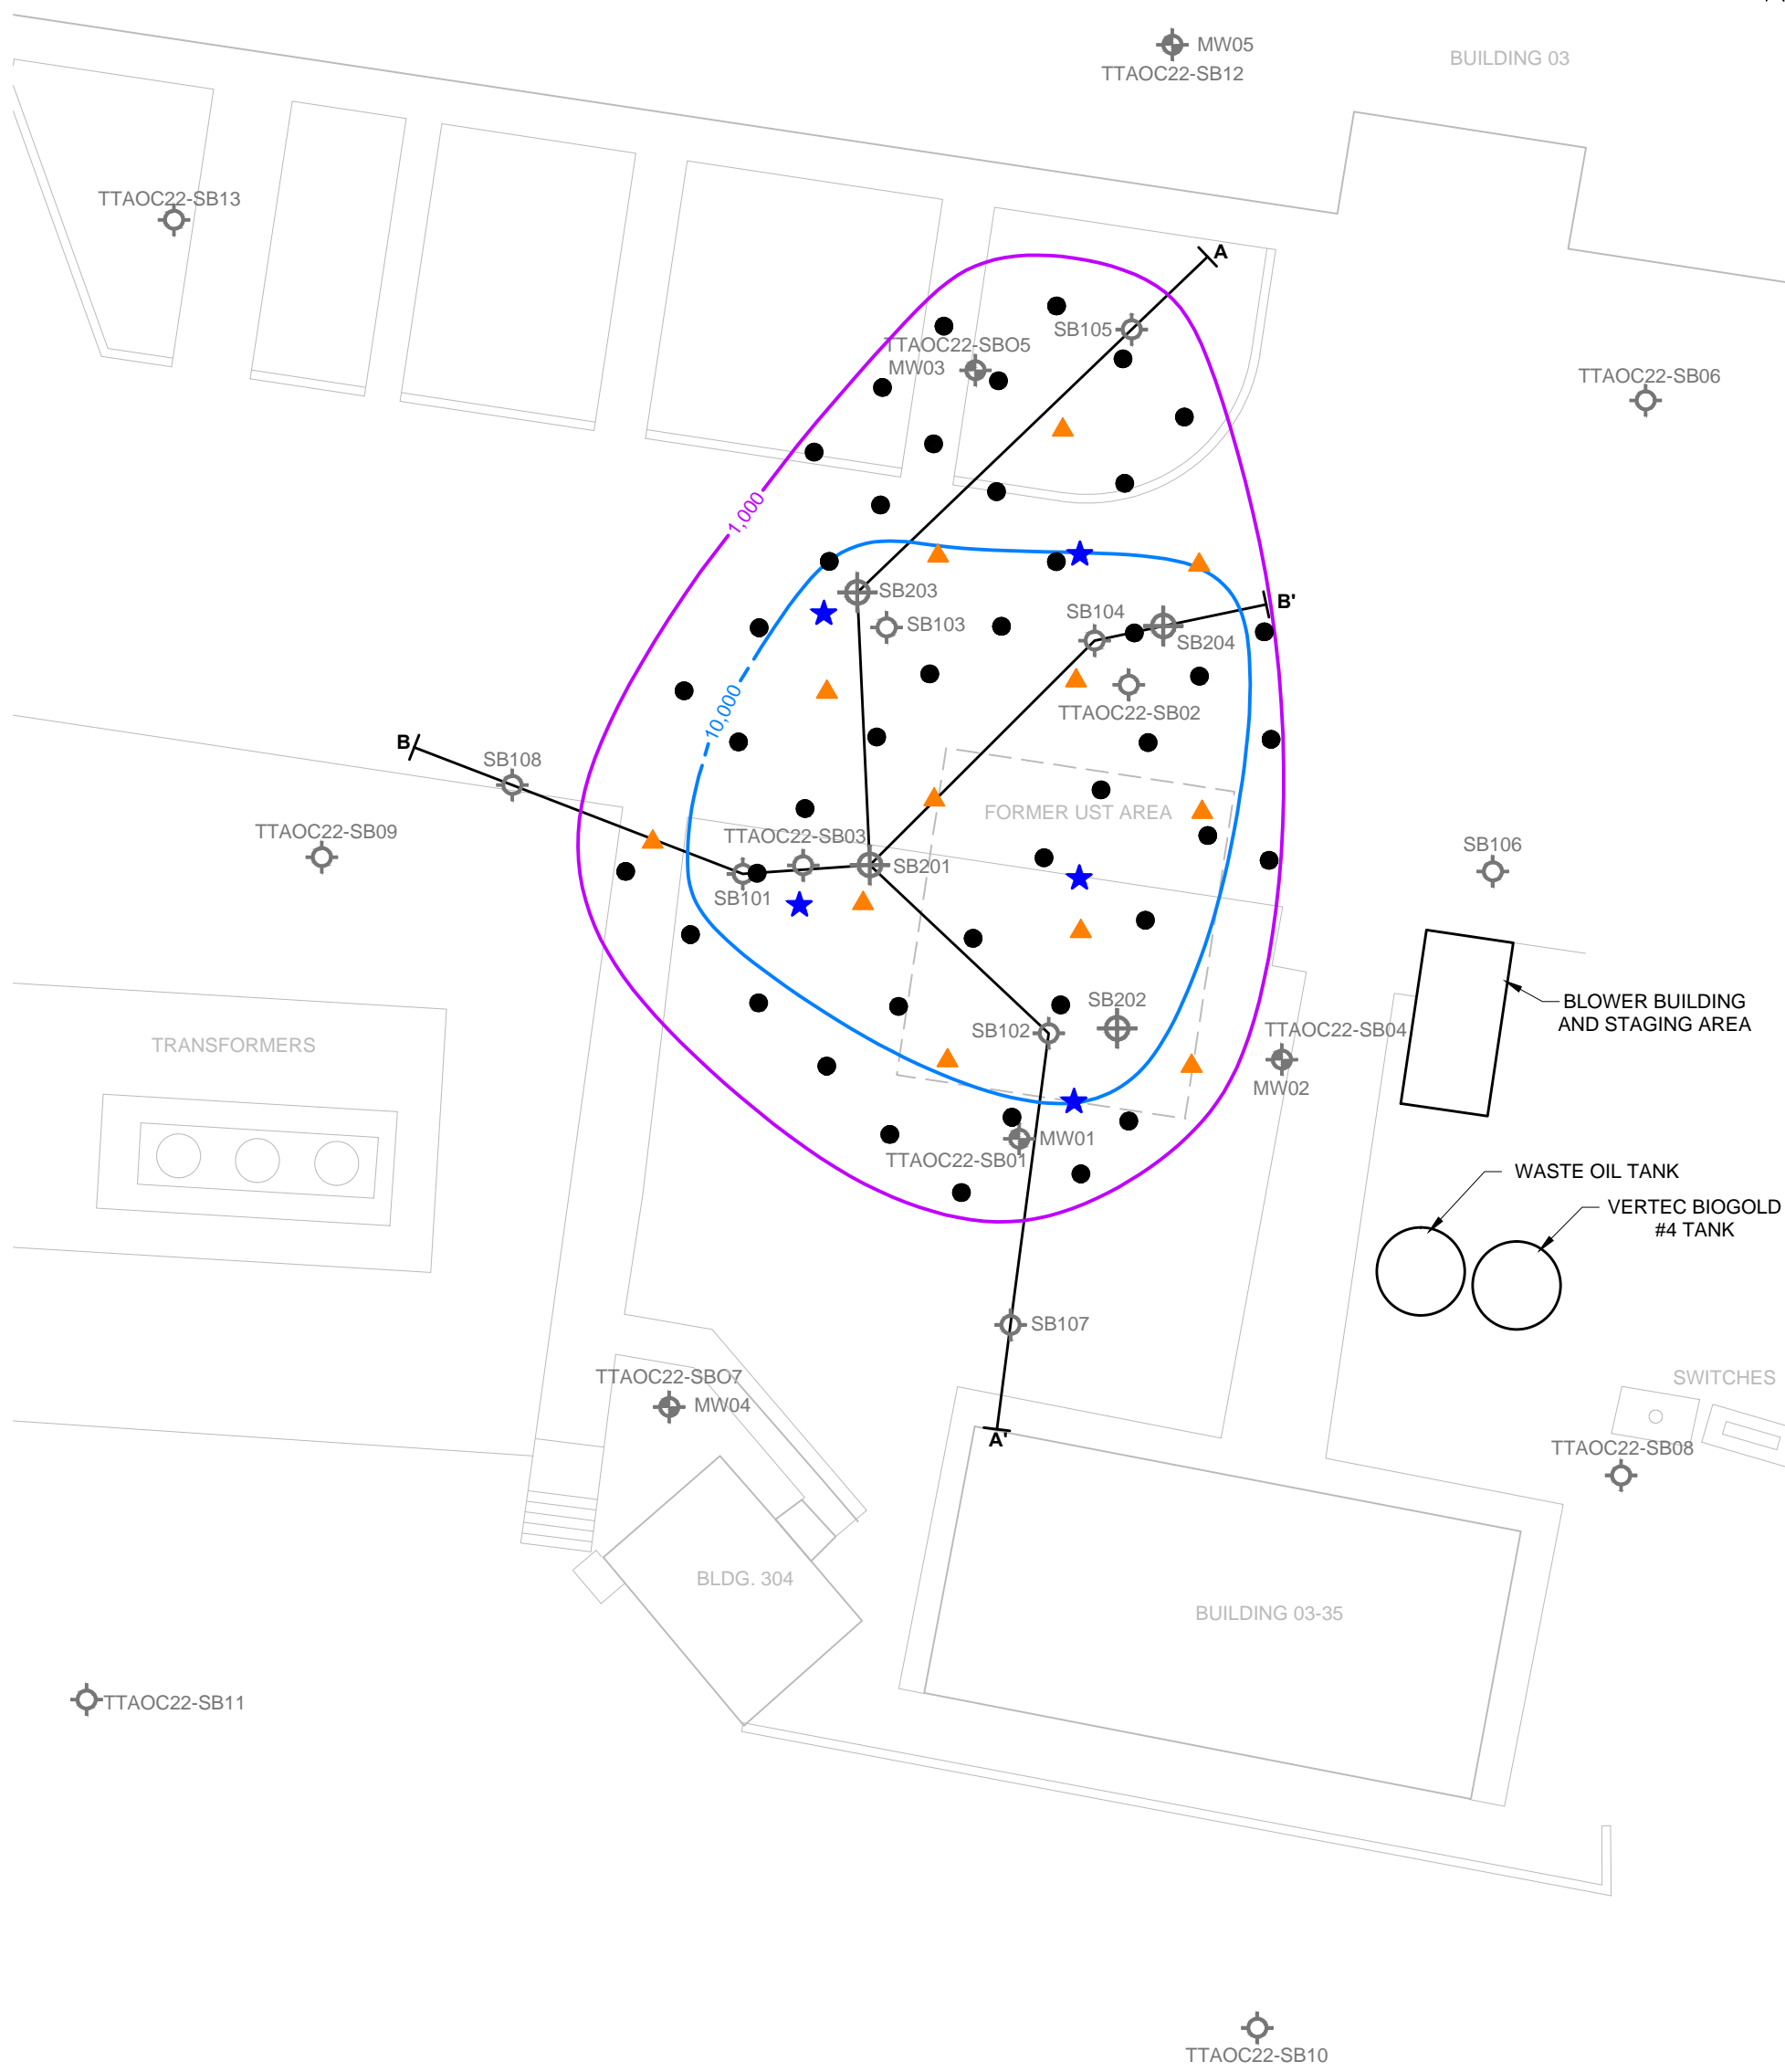 MW05
TTAOC22-SB12
BUILDING 03
TTAOC22-SB13
A
SB105
TTAOC22-SBO5
MW03
TTAOC22-SB06
1,000
SB203
B'
SB104
SB103
SB204
10,000
TTAOC22-SB02
B
SB108
FORMER UST AREA
TTAOC22-SB09
TTAOC22-SB03
SB106
SB201
SB101
SB202
BLOWER BUILDING
AND STAGING AREA
SB102
TTAOC22-SB04
TRANSFORMERS
MW02
MW01
TTAOC22-SB01
WASTE OIL TANK
VERTEC BIOGOLD
#4 TANK
SB107
TTAOC22-SBO7
SWITCHES
MW04
A'
TTAOC22-SB08
BLDG. 304
BUILDING 03-35
TTAOC22-SB11
TTAOC22-SB10